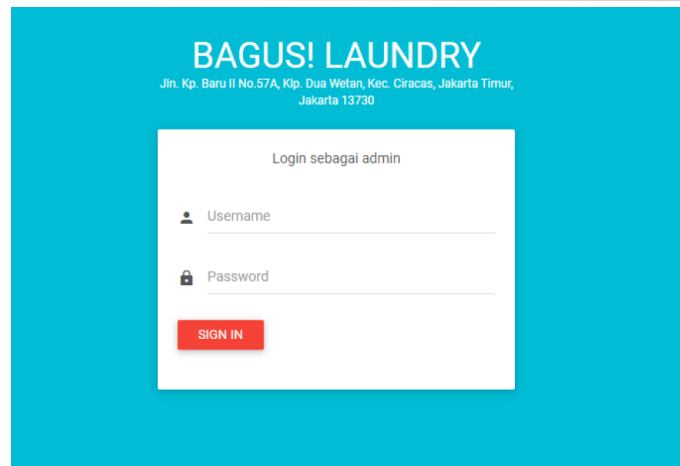 BAGUS! LAUNDRY
Jln. Kp. Baru II No.57A, Klp. Dua Wetan, Kec. Ciracas, Jakarta Timur,
Jakarta 13730
Login sebagai admin
Username
Password
SIGN IN